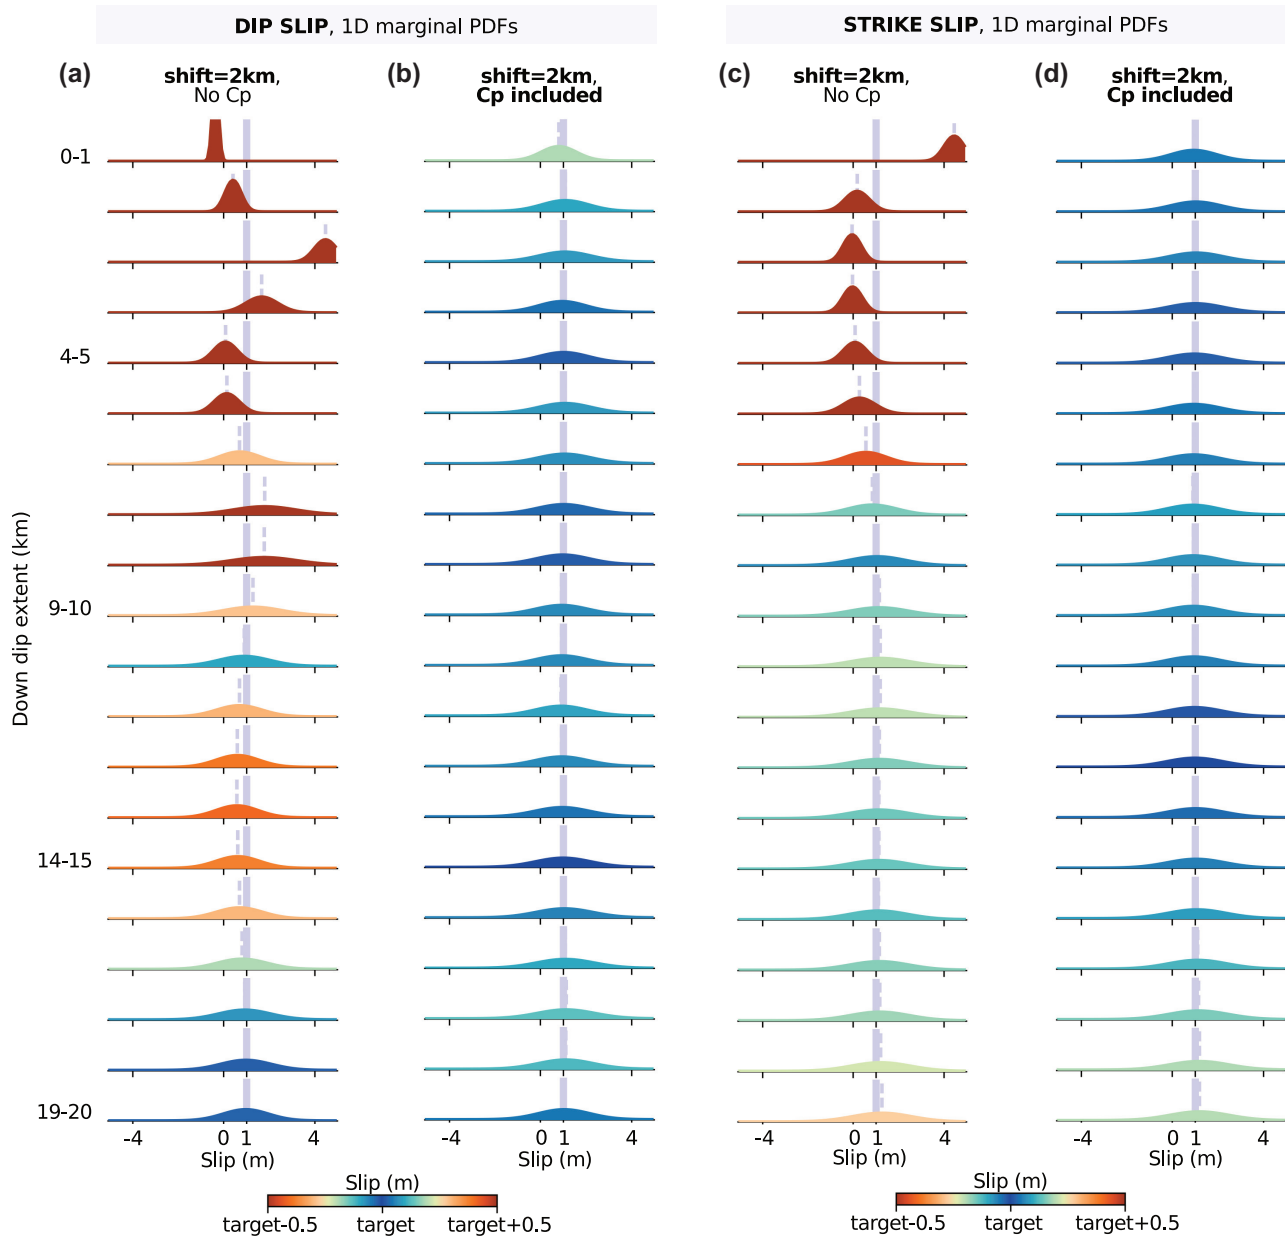 DIP SLIP, 1D marginal PDFs
STRIKE SLIP, 1D marginal PDFs
(a)
shift=2km,
No Cp
(b)
shift=2km,
Cp included
(c)
shift=2km,
No Cp
(d)
shift=2km,
Cp included
Down dip extent (km)
0-1
4-5
9-10
14-15
19-20
-4 0 1 4
Slip (m)
-4 0 1 4
Slip (m)
-4 0 1 4
Slip (m)
-4 0 1 4
Slip (m)
Slip (m)
target-0.5 target target+0.5
Slip (m)
target-0.5 target target+0.5